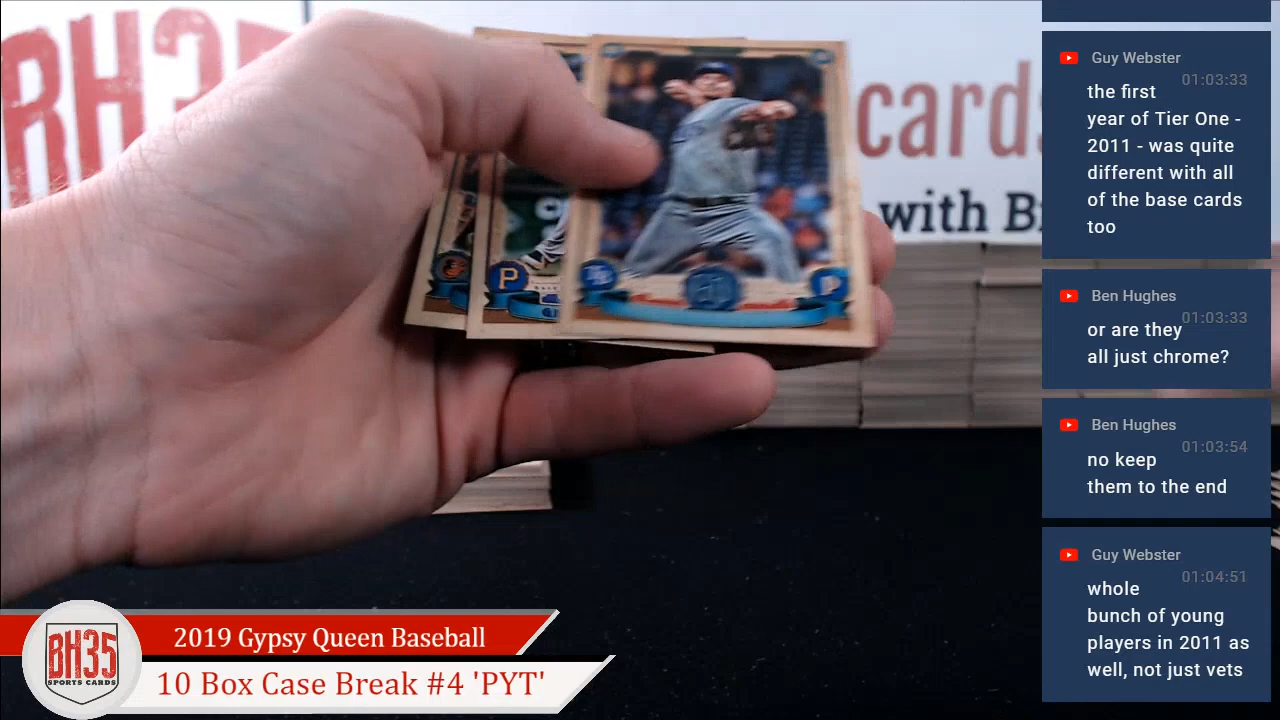 BH35
cards
with B
P
TB
P
GQ
Guy Webster
01:03:33
the first
year of Tier One -
2011 - was quite
different with all
of the base cards
too
Ben Hughes
01:03:33
or are they
all just chrome?
Ben Hughes
01:03:54
no keep
them to the end
Guy Webster
01:04:51
whole
bunch of young
players in 2011 as
well, not just vets
BH35
SPORTS CARDS
2019 Gypsy Queen Baseball
10 Box Case Break #4 'PYT'